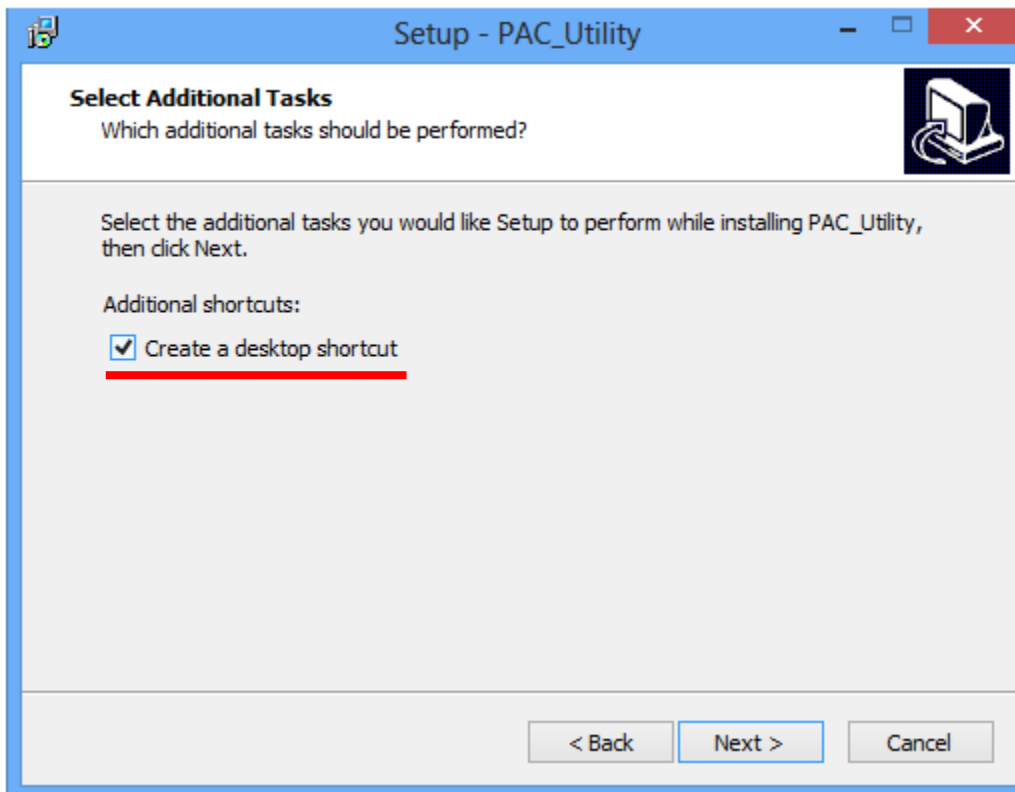 Setup - PAC_Utility
Select Additional Tasks
Which additional tasks should be performed?
Select the additional tasks you would like Setup to perform while installing PAC_Utility,
then click Next.
Additional shortcuts:
Create a desktop shortcut
< Back Next > Cancel